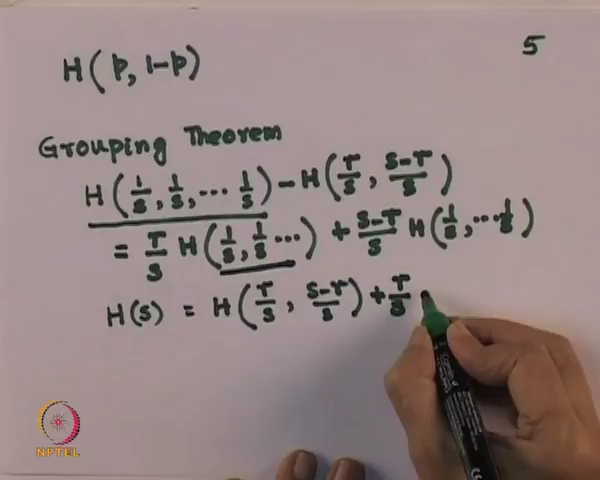 5
H(p, 1-p)
Grouping Theorem
H(1/s, 1/s, ... 1/s) - H(r/s, s-r/s)
= r/s H(1/s, 1/s ...) + s-r/s H(1/s, ... 1/s)
H(s) = H(r/s, s-r/s) + r/s
NPTEL